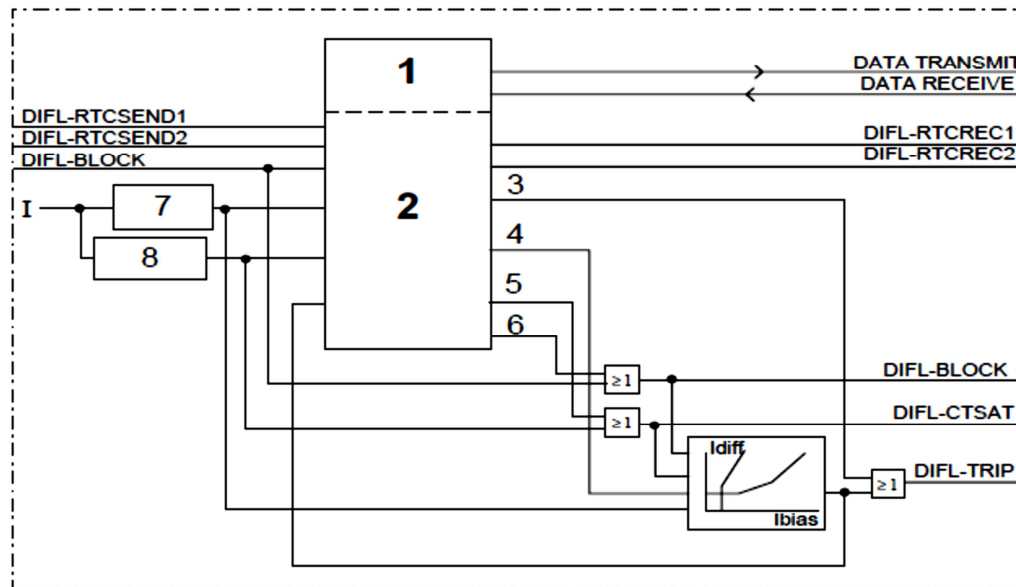 1
DATA TRANSMIT
DATA RECEIVE
DIFL-RTCSEND1
DIFL-RTCSEND2
DIFL-BLOCK
DIFL-RTCREC1
DIFL-RTCREC2
I
7
8
2
3
4
5
6
≥1
DIFL-BLOCK
≥1
DIFL-CTSAT
Idiff
Ibias
≥1
DIFL-TRIP